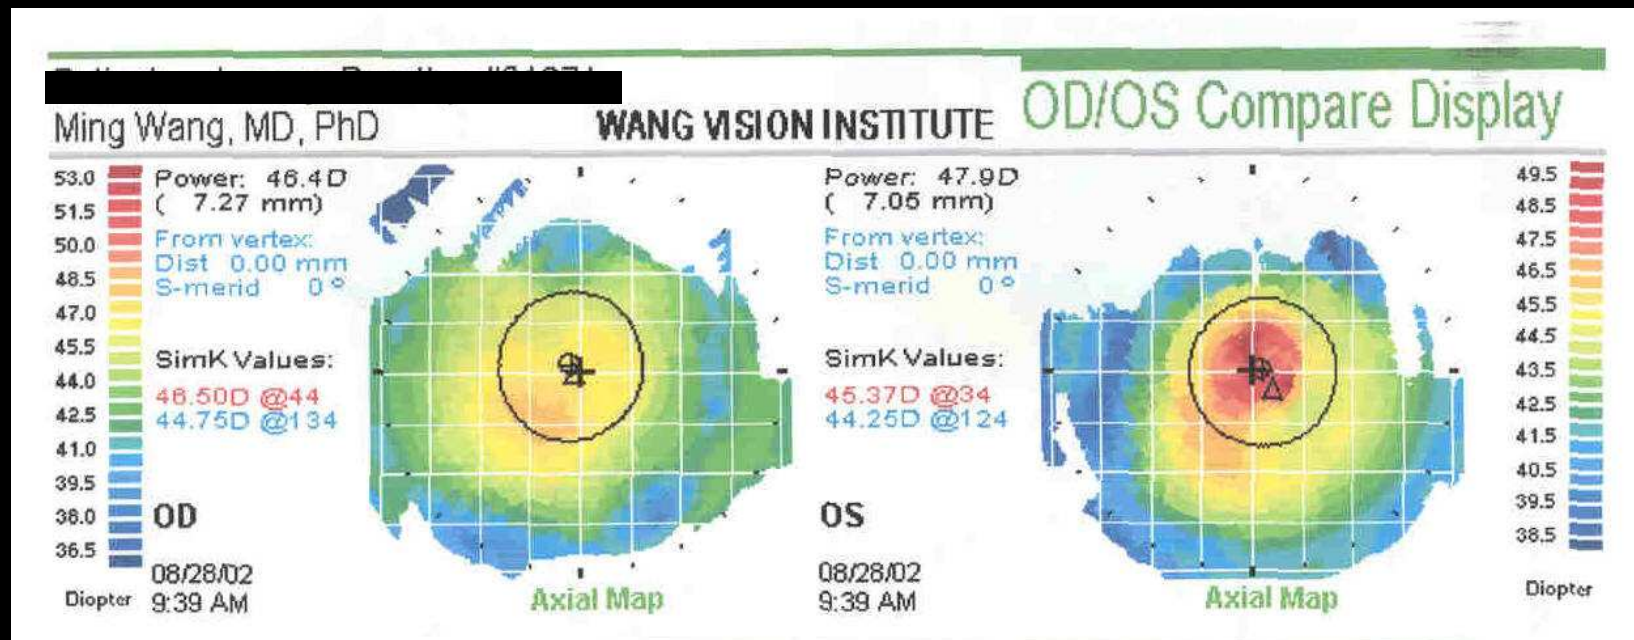 Ming Wang, MD, PhD
WANG VISION INSTITUTE
OD/OS Compare Display
53.0
51.5
50.0
48.5
47.0
45.5
44.0
42.5
41.0
39.5
38.0
36.5
Diopter
Power: 46.4D
( 7.27 mm)
From vertex:
Dist 0.00 mm
S-merid 0°
SimK Values:
46.50D @44
44.75D @134
OD
08/28/02
9:39 AM
Axial Map
Power: 47.9D
( 7.05 mm)
From vertex:
Dist 0.00 mm
S-merid 0°
SimK Values:
45.37D @34
44.25D @124
OS
08/28/02
9:39 AM
Axial Map
49.5
48.5
47.5
46.5
45.5
44.5
43.5
42.5
41.5
40.5
39.5
38.5
Diopter